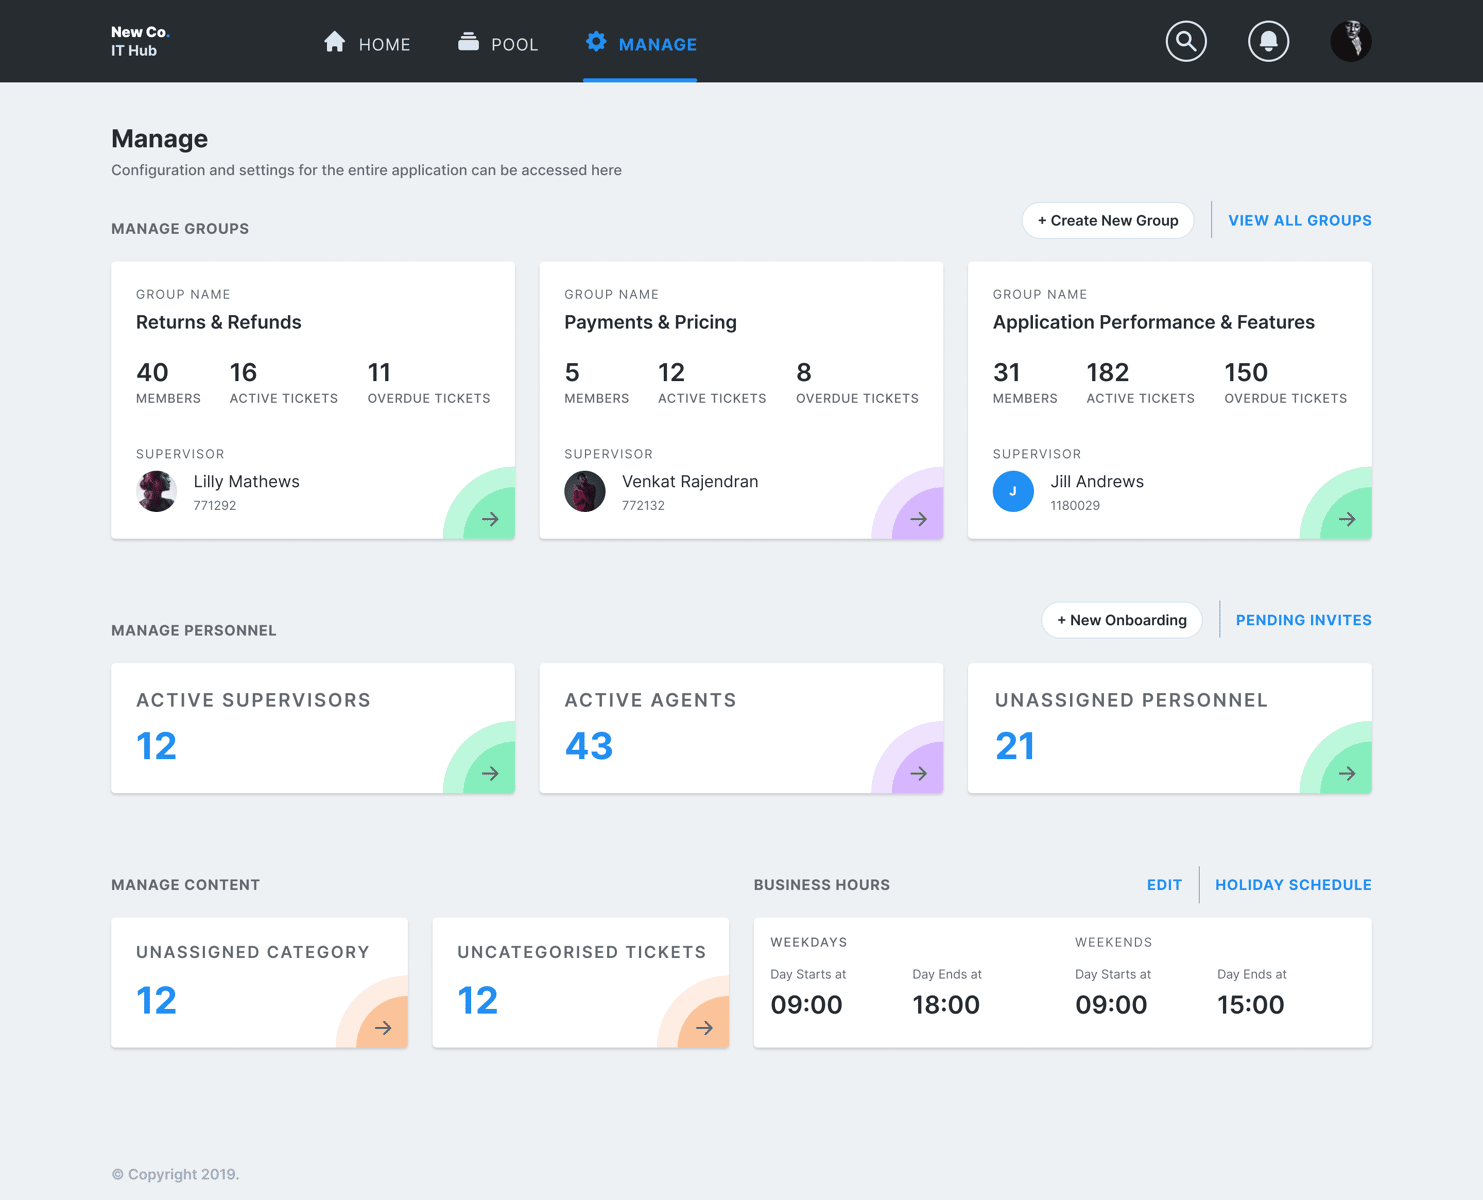 New Co.
IT Hub
HOME
POOL
MANAGE
Manage
Configuration and settings for the entire application can be accessed here
MANAGE GROUPS
+ Create New Group
VIEW ALL GROUPS
GROUP NAME
Returns & Refunds
40
16
11
MEMBERS
ACTIVE TICKETS
OVERDUE TICKETS
SUPERVISOR
Lilly Mathews
771292
GROUP NAME
Payments & Pricing
5
12
8
MEMBERS
ACTIVE TICKETS
OVERDUE TICKETS
SUPERVISOR
Venkat Rajendran
772132
GROUP NAME
Application Performance & Features
31
182
150
MEMBERS
ACTIVE TICKETS
OVERDUE TICKETS
SUPERVISOR
J
Jill Andrews
1180029
MANAGE PERSONNEL
+ New Onboarding
PENDING INVITES
ACTIVE SUPERVISORS
12
ACTIVE AGENTS
43
UNASSIGNED PERSONNEL
21
MANAGE CONTENT
UNASSIGNED CATEGORY
12
UNCATEGORISED TICKETS
12
BUSINESS HOURS
EDIT
HOLIDAY SCHEDULE
WEEKDAYS
Day Starts at
Day Ends at
09:00
18:00
WEEKENDS
Day Starts at
Day Ends at
09:00
15:00
© Copyright 2019.